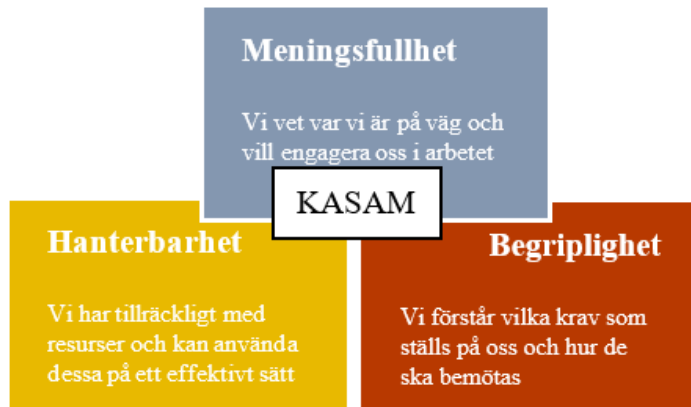 Meningsfullhet
Vi vet var vi är på väg och
vill engagera oss i arbetet
KASAM
Hanterbarhet
Vi har tillräckligt med
resurser och kan använda
dessa på ett effektivt sätt
Begriplighet
Vi förstår vilka krav som
ställs på oss och hur de
ska bemötas